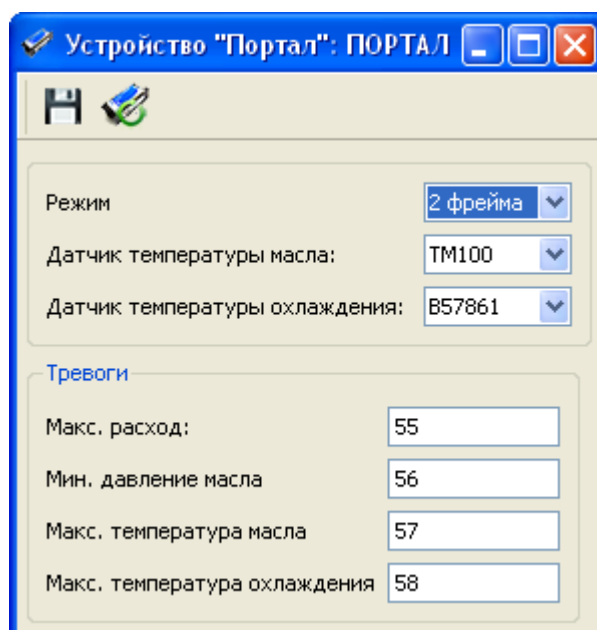 Устройство "Портал": ПОРТАЛ
Режим 2 фрейма
Датчик температуры масла: TM100
Датчик температуры охлаждения: B57861
Тревоги
Макс. расход: 55
Мин. давление масла 56
Макс. температура масла 57
Макс. температура охлаждения 58